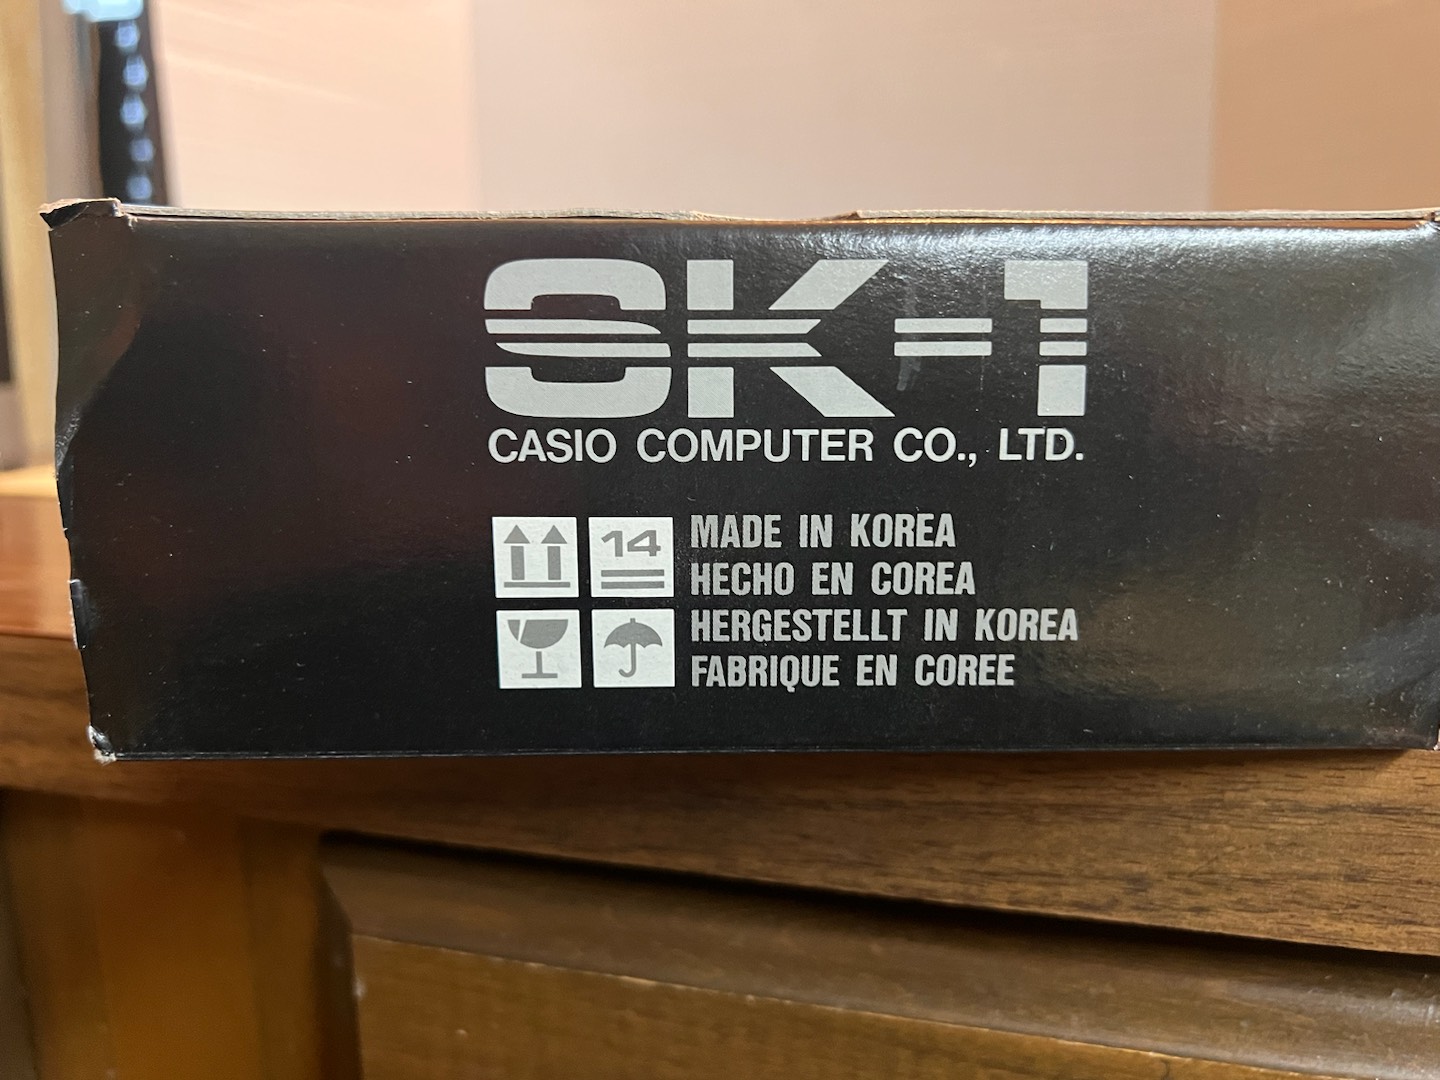 SK-1
CASIO COMPUTER CO., LTD.
14
MADE IN KOREA
HECHO EN COREA
HERGESTELLT IN KOREA
FABRIQUE EN COREE